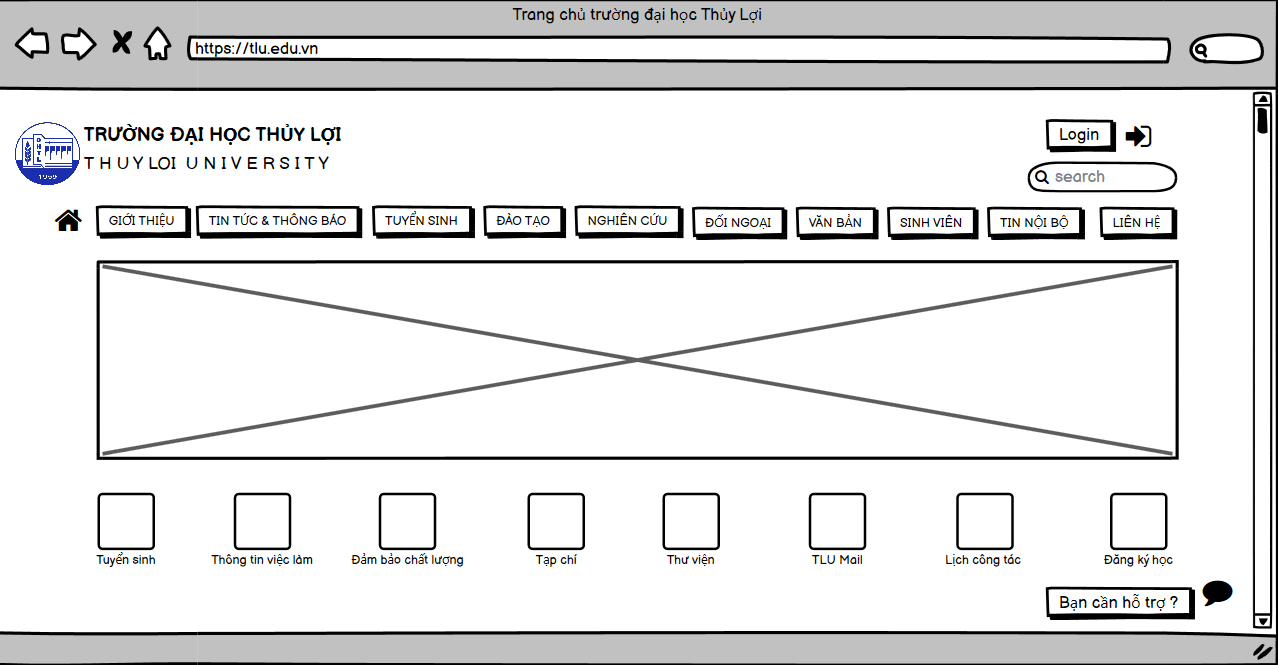 Trang chủ trường đại học Thủy Lợi
https://tlu.edu.vn
TRƯỜNG ĐẠI HỌC THỦY LỢI
THUYLOI UNIVERSITY
ĐHTL
1959
Login
search
GIỚI THIỆU
TIN TỨC & THÔNG BÁO
TUYỂN SINH
ĐÀO TẠO
NGHIÊN CỨU
ĐỐI NGOẠI
VĂN BẢN
SINH VIÊN
TIN NỘI BỘ
LIÊN HỆ
Tuyển sinh
Thông tin việc làm
Đảm bảo chất lượng
Tạp chí
Thư viện
TLU Mail
Lịch công tác
Đăng ký học
Bạn cần hỗ trợ ?